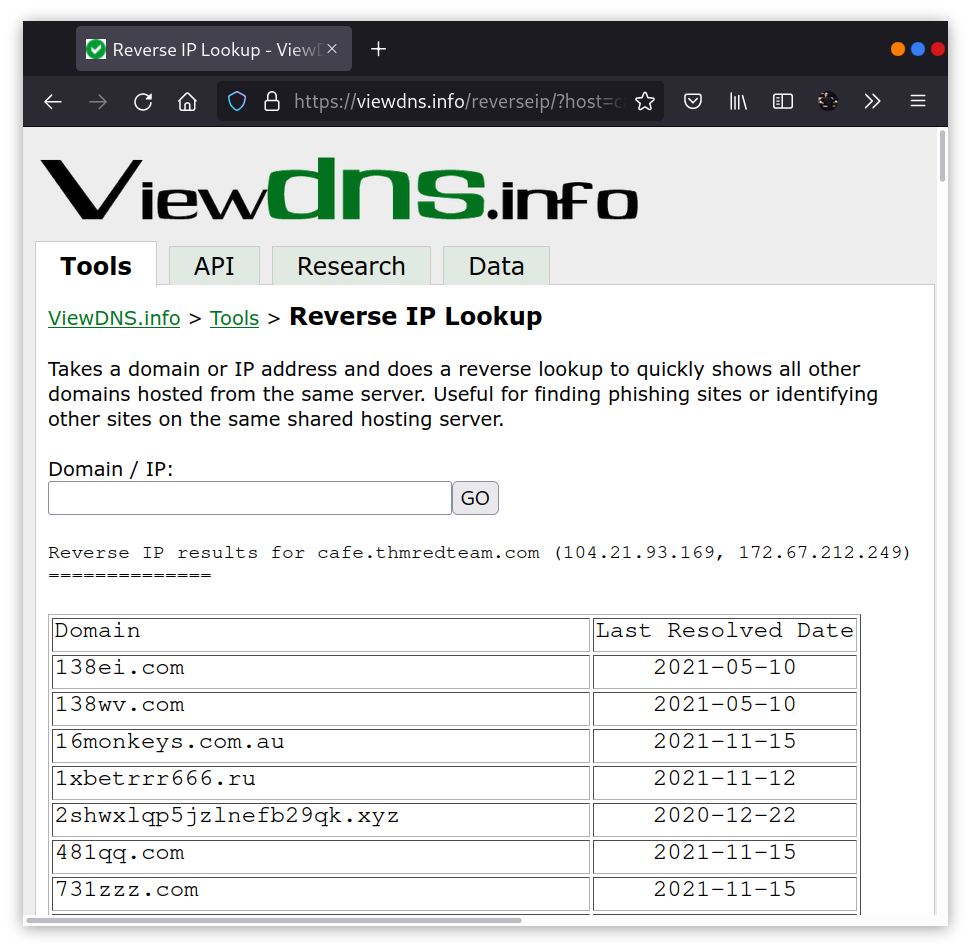 Reverse IP Lookup - ViewD
https://viewdns.info/reverseip/?host=c
Viewdns.info
Tools API Research Data
ViewDNS.info > Tools > Reverse IP Lookup
Takes a domain or IP address and does a reverse lookup to quickly shows all other
domains hosted from the same server. Useful for finding phishing sites or identifying
other sites on the same shared hosting server.
Domain / IP:
GO
Reverse IP results for cafe.thmredteam.com (104.21.93.169, 172.67.212.249)
==============
Domain Last Resolved Date
138ei.com 2021-05-10
138wv.com 2021-05-10
16monkeys.com.au 2021-11-15
1xbetrrr666.ru 2021-11-12
2shwxlqp5jzlnefb29qk.xyz 2020-12-22
481qq.com 2021-11-15
731zzz.com 2021-11-15